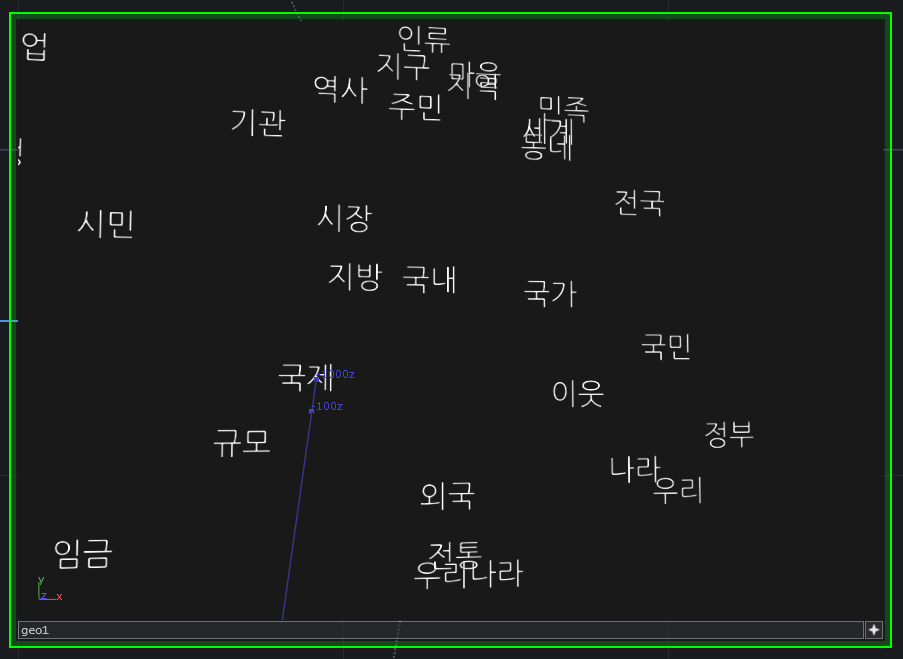 인류
업
지구
마을
지역
역사
주민
민족
기관
세계
동네
전국
시장
시민
지방
국내
국가
국민
국제
-100z
이웃
정부
규모
나라
우리
외국
전통
임금
우리나라
y
z
x
geo1